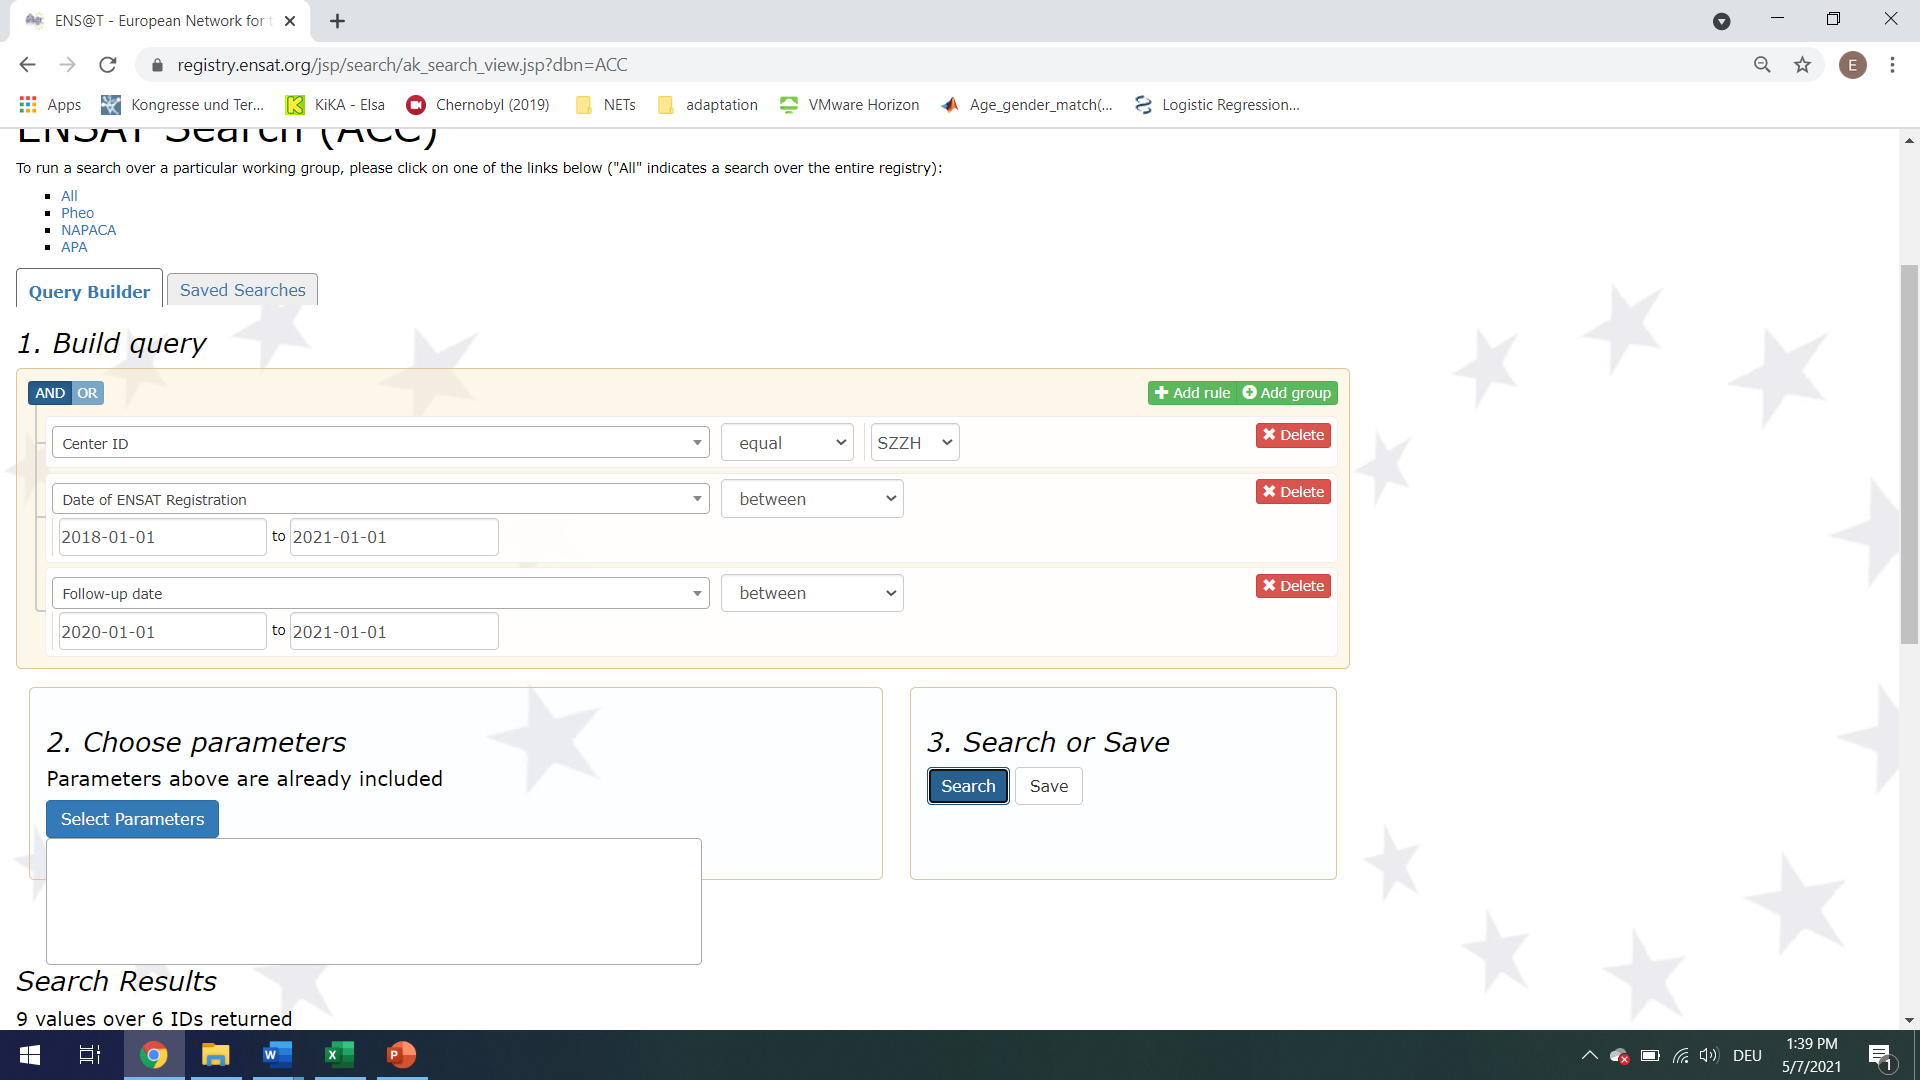 ENS@T - European Network for t
registry.ensat.org/jsp/search/ak_search_view.jsp?dbn=ACC
E
Apps
Kongresse und Ter...
KiKA - Elsa
Chernobyl (2019)
NETs
adaptation
VMware Horizon
Age_gender_match(...
Logistic Regression...
ENSAT Search (ACC)
To run a search over a particular working group, please click on one of the links below ("All" indicates a search over the entire registry):
All
Pheo
NAPACA
APA
Query Builder
Saved Searches
1. Build query
AND OR
Add rule Add group
Center ID equal SZZH Delete
Date of ENSAT Registration between Delete
2018-01-01 to 2021-01-01
Follow-up date between Delete
2020-01-01 to 2021-01-01
2. Choose parameters
Parameters above are already included
Select Parameters
3. Search or Save
Search Save
Search Results
9 values over 6 IDs returned
DEU
1:39 PM
5/7/2021
1